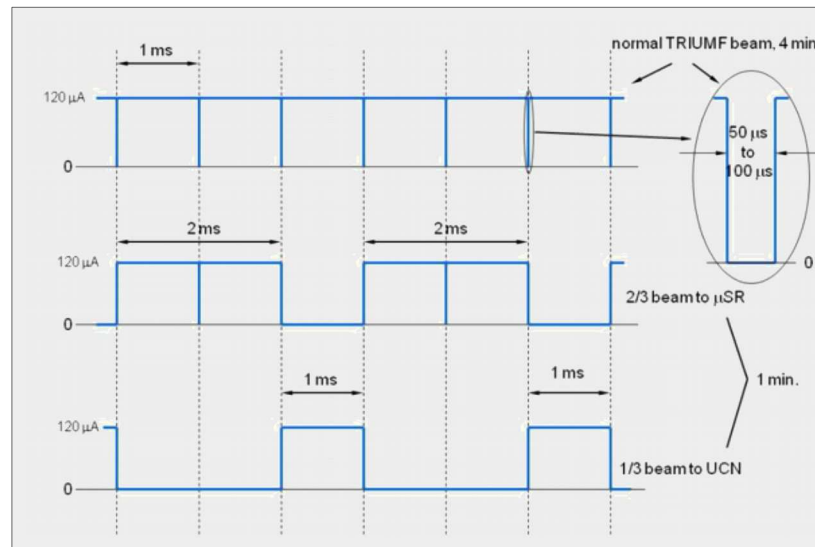 normal TRIUMF beam, 4 min
1 ms
120 μA
0
50 μs
to
100 μs
0
2 ms
2 ms
120 μA
0
2/3 beam to μSR
1 ms
1 ms
1 min.
120 μA
0
1/3 beam to UCN